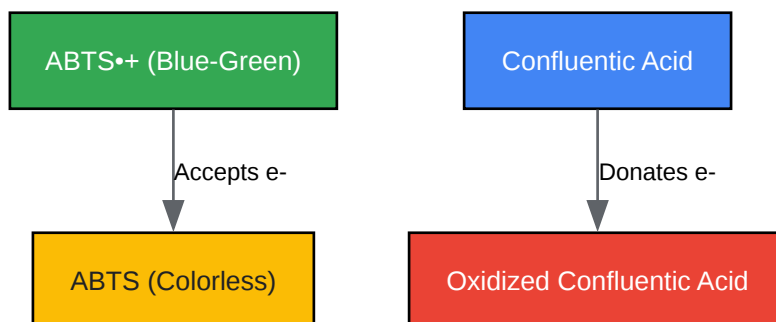 ABTS•+ (Blue-Green)
Confluentic Acid
Accepts e-
Donates e-
ABTS (Colorless)
Oxidized Confluentic Acid